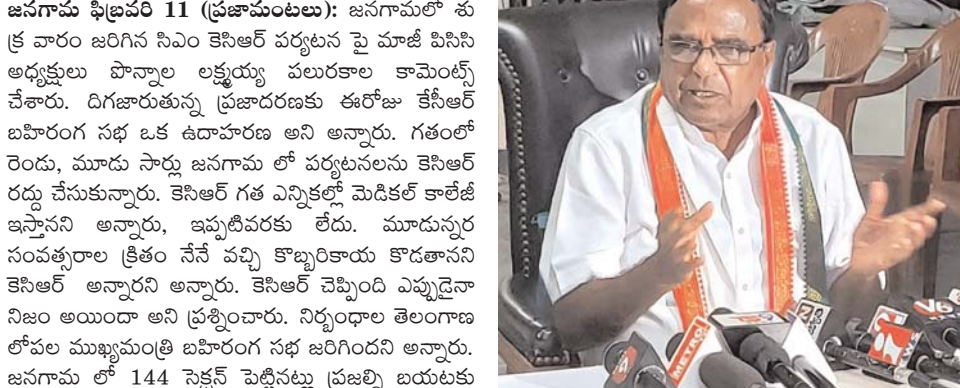 జనగామ ఫిబ్రవరి 11 (ప్రజామంటలు): జనగామలో శు
క్ర వారం జరిగిన సిఎం కెసిఆర్ పర్యటన పై మాజీ పిసిసి
అధ్యక్షులు పొన్నాల లక్ష్మయ్య పలురకాల కామెంట్స్
చేశారు. దిగజారుతున్న ప్రజాదరణకు ఈరోజు కేసీఆర్
బహిరంగ సభ ఒక ఉదాహరణ అని అన్నారు. గతంలో
రెండు, మూడు సార్లు జనగామ లో పర్యటనలను కెసిఆర్
రద్దు చేసుకున్నారు. కెసిఆర్ గత ఎన్నికల్లో మెడికల్ కాలేజీ
ఇస్తానని అన్నారు, ఇప్పటివరకు లేదు. మూడున్నర
సంవత్సరాల క్రితం నేనే వచ్చి కొబ్బరికాయ కొడతానని
కెసిఆర్ అన్నారని అన్నారు. కెసిఆర్ చెప్పింది ఎప్పుడైనా
నిజం అయిందా అని ప్రశ్నించారు. నిర్బంధాల తెలంగాణ
లోపల ముఖ్యమంత్రి బహిరంగ సభ జరిగిందని అన్నారు.
జనగామ లో 144 సెక్షన్ పెట్టినట్లు ప్రజల్ని బయటకు
METRO